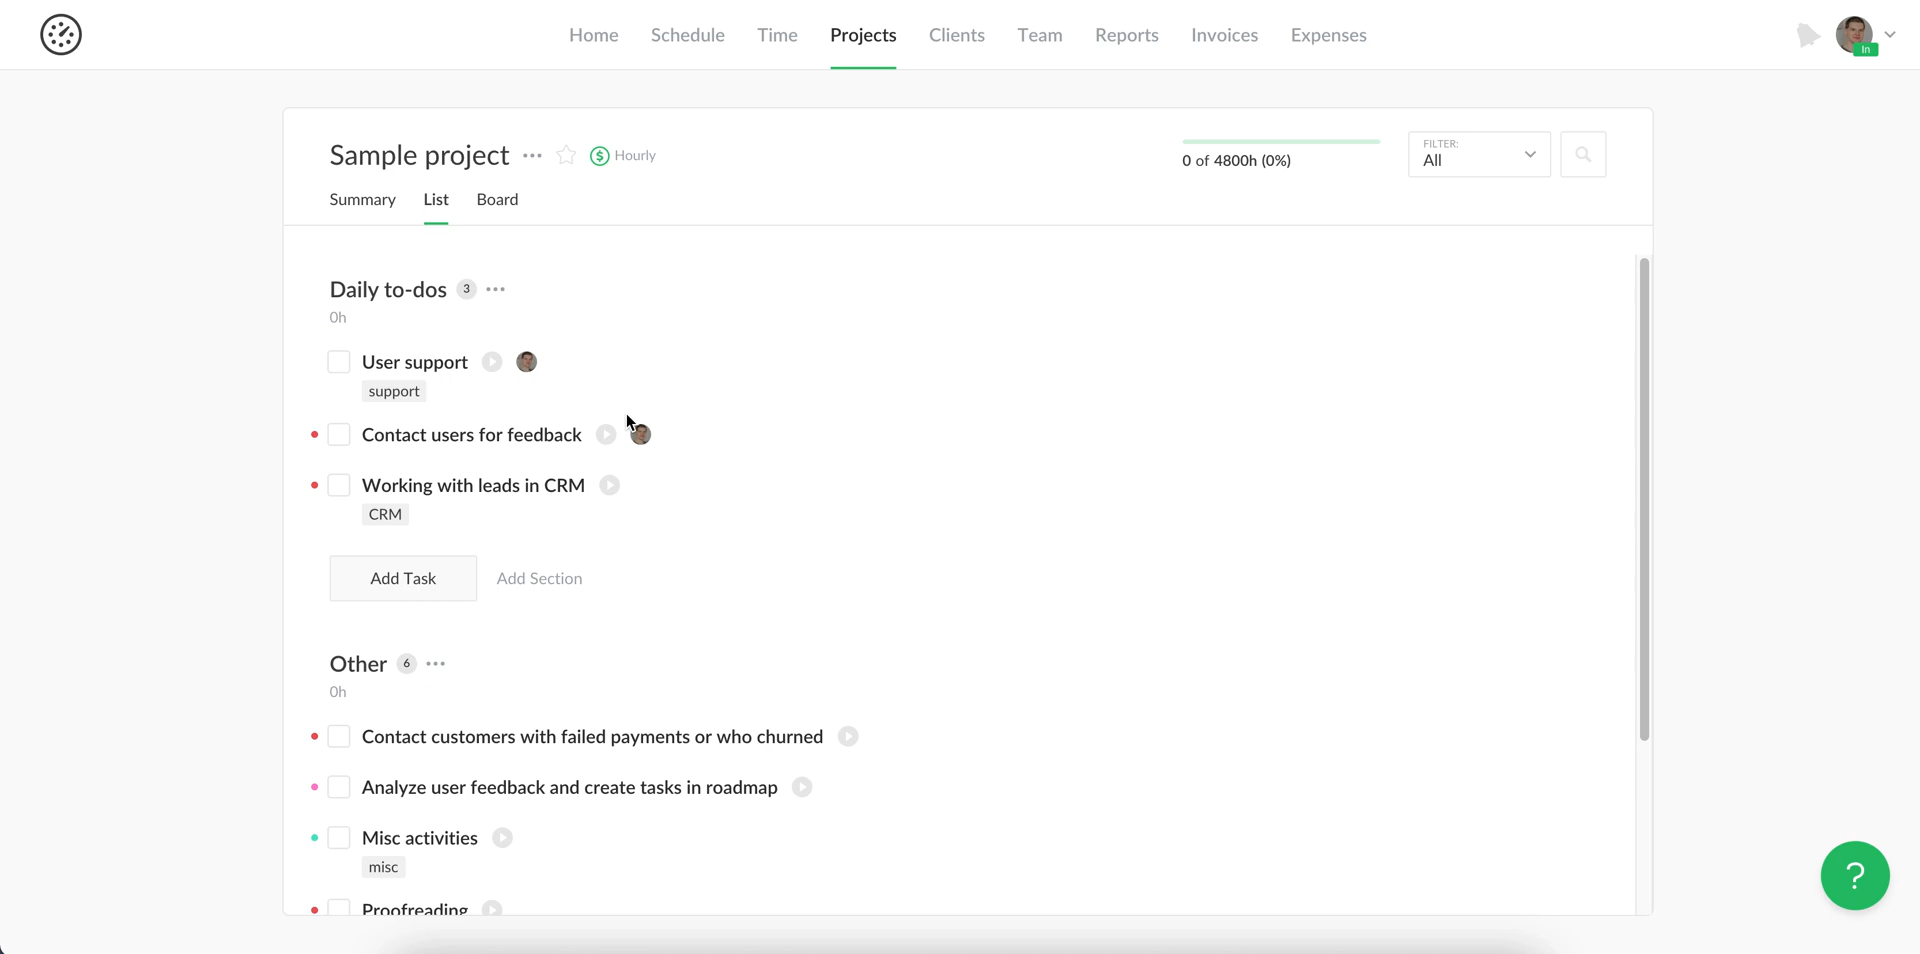 Home Schedule Time Projects Clients Team Reports Invoices Expenses
In
Sample project Hourly
0 of 4800h (0%)
FILTER:
All
Summary List Board
Daily to-dos 3
0h
User support
support
Contact users for feedback
Working with leads in CRM
CRM
Add Task Add Section
Other 6
0h
Contact customers with failed payments or who churned
Analyze user feedback and create tasks in roadmap
Misc activities
misc
Proofreading
?